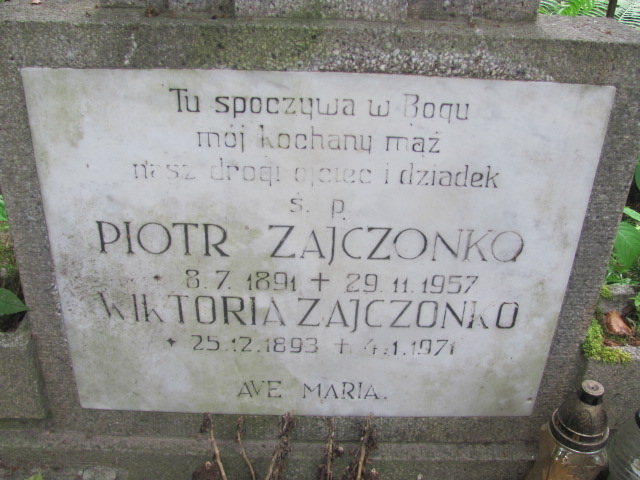 Tu spoczywa w Bogu
mój kochany mąż
nasz drogi ojciec i dziadek
ś. p.
PIOTR ZAJCZONKO
* 8.7.1891 + 29.11.1957
WIKTORIA ZAJCZONKO
* 25.12.1893 + 4.1.1971
AVE MARIA.